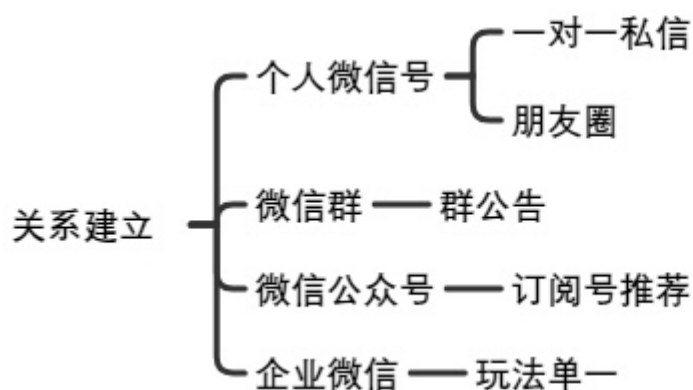 一对一私信
个人微信号
朋友圈
微信群
群公告
关系建立
微信公众号
订阅号推荐
企业微信
玩法单一